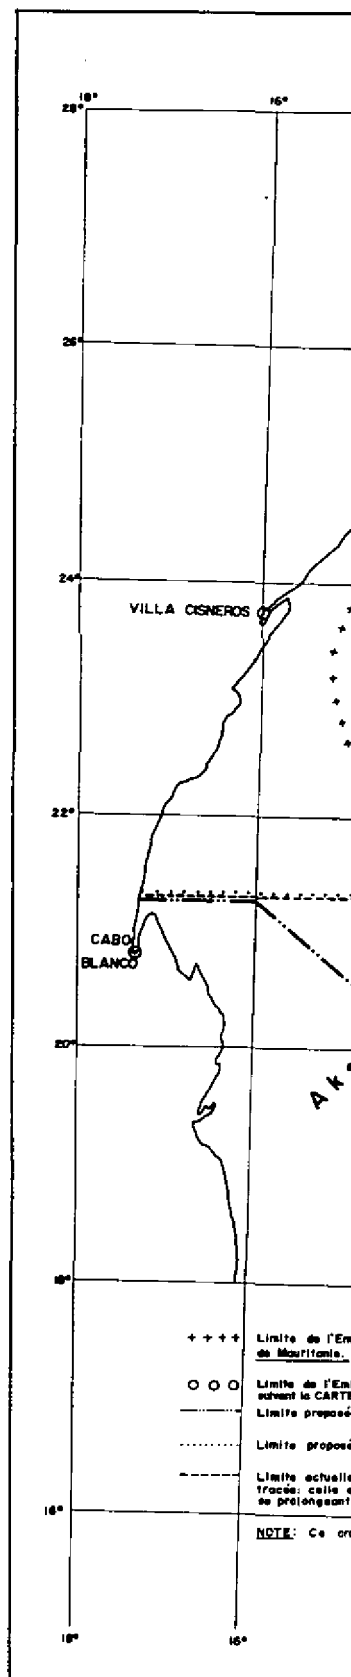 18° 16°
28°
26°
24°
VILLA CISNEROS
22°
CABO
BLANCO
20°
18°
Limite de l'Em
de Mauritanie.
Limite de l'Emi
suivant la CARTE
Limite proposé
Limite proposé
Limite actuelle
tracée: celle
se prolongeant
16°
NOTE: Ce
18° 16°